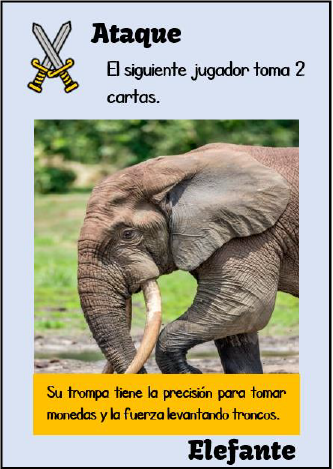 Ataque
El siguiente jugador toma 2
cartas.
Su trompa tiene la precisión para tomar
monedas y la fuerza levantando troncos.
Elefante